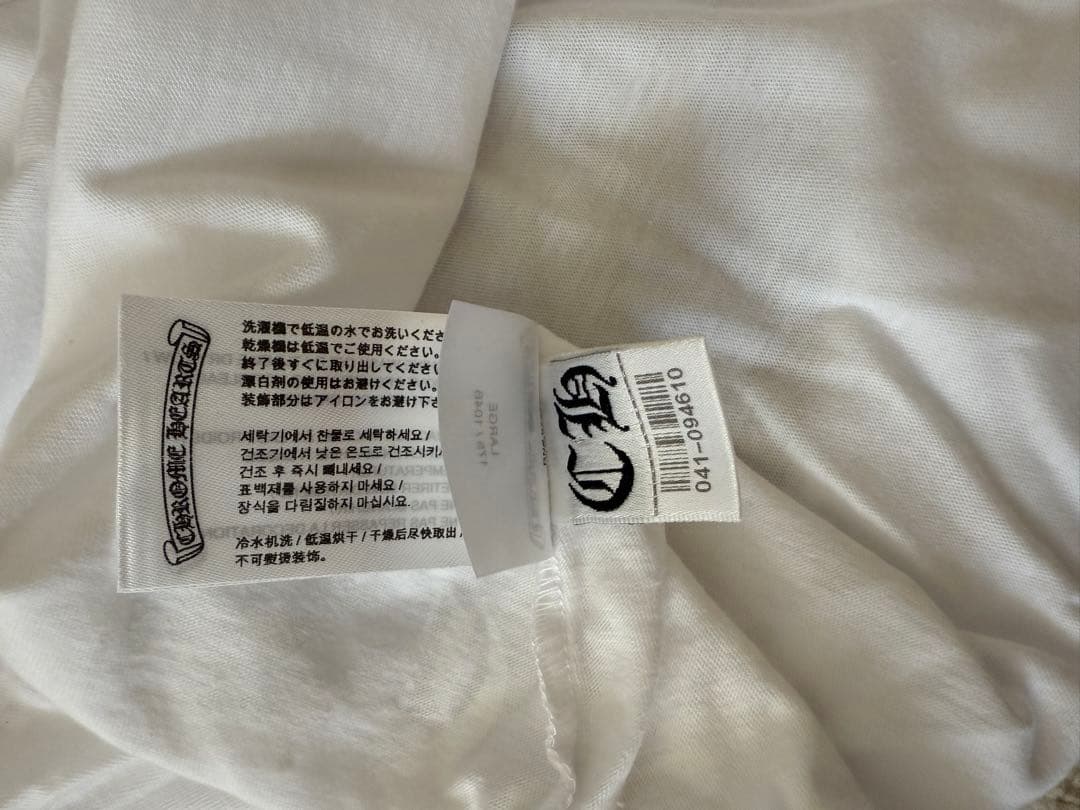 CHROME HEARTS
洗濯機で低温の水でお洗いくださ
乾燥機は低温でご使用ください。
終了後すぐに取り出してくださ
漂白剤の使用はお避けください。
装飾部分はアイロンをお避け下さ
세탁기에서 찬물로 세탁하세요 /
건조기에서 낮은 온도로 건조시키
건조 후 즉시 빼내세요 /
표백제를 사용하지 마세요 /
장식을 다림질하지 마십시요.
冷水机洗 / 低温烘干 / 干燥后尽快取出 /
不可熨烫装饰。
LARGE
CH
041-094610